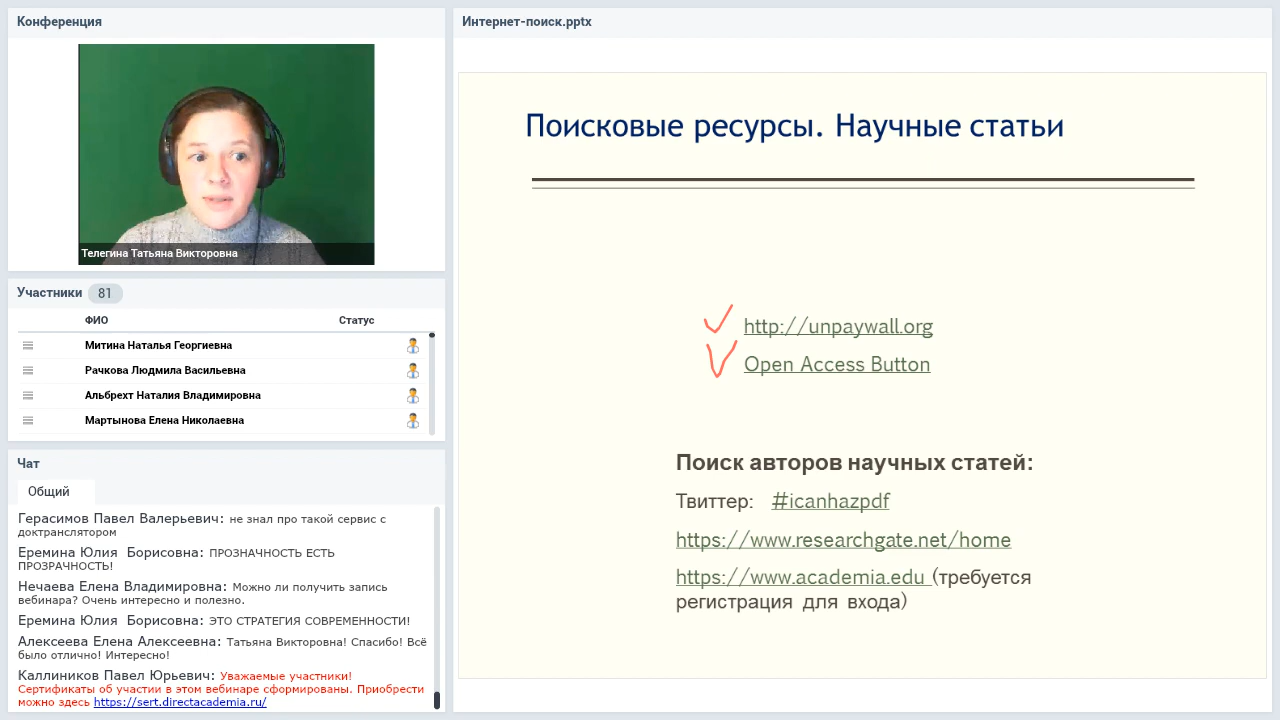 Конференция
Телегина Татьяна Викторовна
Участники 81
ФИО Статус
Митина Наталья Георгиевна
Рачкова Людмила Васильевна
Альбрехт Наталия Владимировна
Мартынова Елена Николаевна
Чат
Общий
Герасимов Павел Валерьевич: не знал про такой сервис с
доктранслятором
Еремина Юлия Борисовна: ПРОЗНАЧНОСТЬ ЕСТЬ
ПРОЗРАЧНОСТЬ!
Нечаева Елена Владимировна: Можно ли получить запись
вебинара? Очень интересно и полезно.
Еремина Юлия Борисовна: ЭТО СТРАТЕГИЯ СОВРЕМЕННОСТИ!
Алексеева Елена Алексеевна: Татьяна Викторовна! Спасибо! Всё
было отлично! Интересно!
Каллиников Павел Юрьевич: Уважаемые участники!
Сертификаты об участии в этом вебинаре сформированы. Приобрести
можно здесь https://sert.directacademia.ru/
Интернет-поиск.pptx
Поисковые ресурсы. Научные статьи
http://unpaywall.org
Open Access Button
Поиск авторов научных статей:
Твиттер: #icanhazpdf
https://www.researchgate.net/home
https://www.academia.edu (требуется
регистрация для входа)